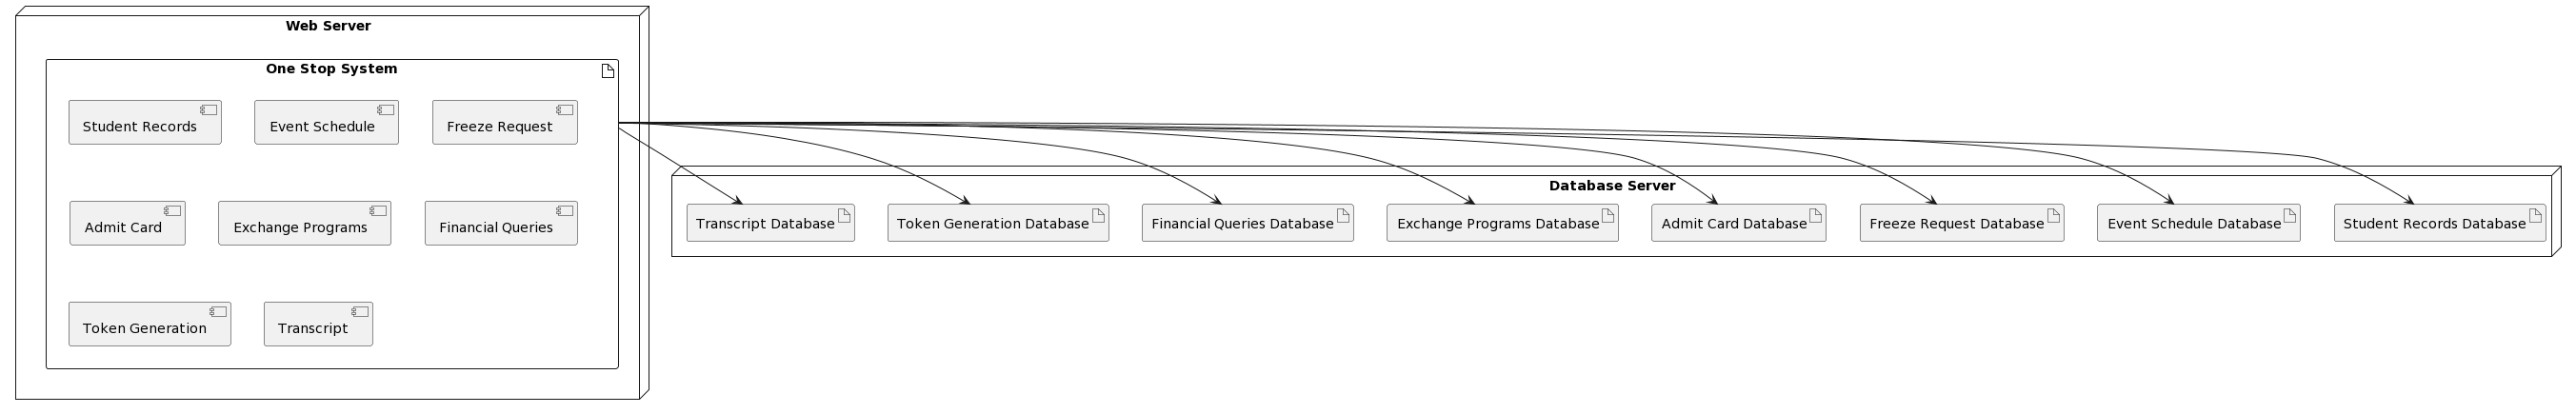 Web Server
One Stop System
Student Records
Event Schedule
Freeze Request
Admit Card
Exchange Programs
Financial Queries
Token Generation
Transcript
Database Server
Transcript Database
Token Generation Database
Financial Queries Database
Exchange Programs Database
Admit Card Database
Freeze Request Database
Event Schedule Database
Student Records Database